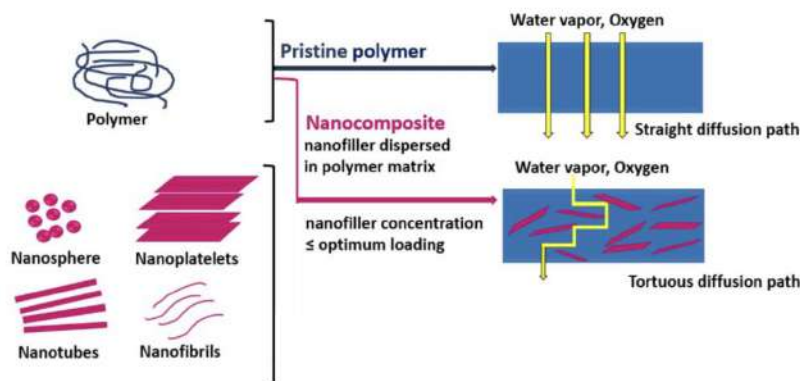 Polymer
Pristine polymer
Water vapor, Oxygen
Straight diffusion path
Nanocomposite
nanofiller dispersed
in polymer matrix
nanofiller concentration
≤ optimum loading
Water vapor, Oxygen
Tortuous diffusion path
Nanosphere
Nanoplatelets
Nanotubes
Nanofibrils